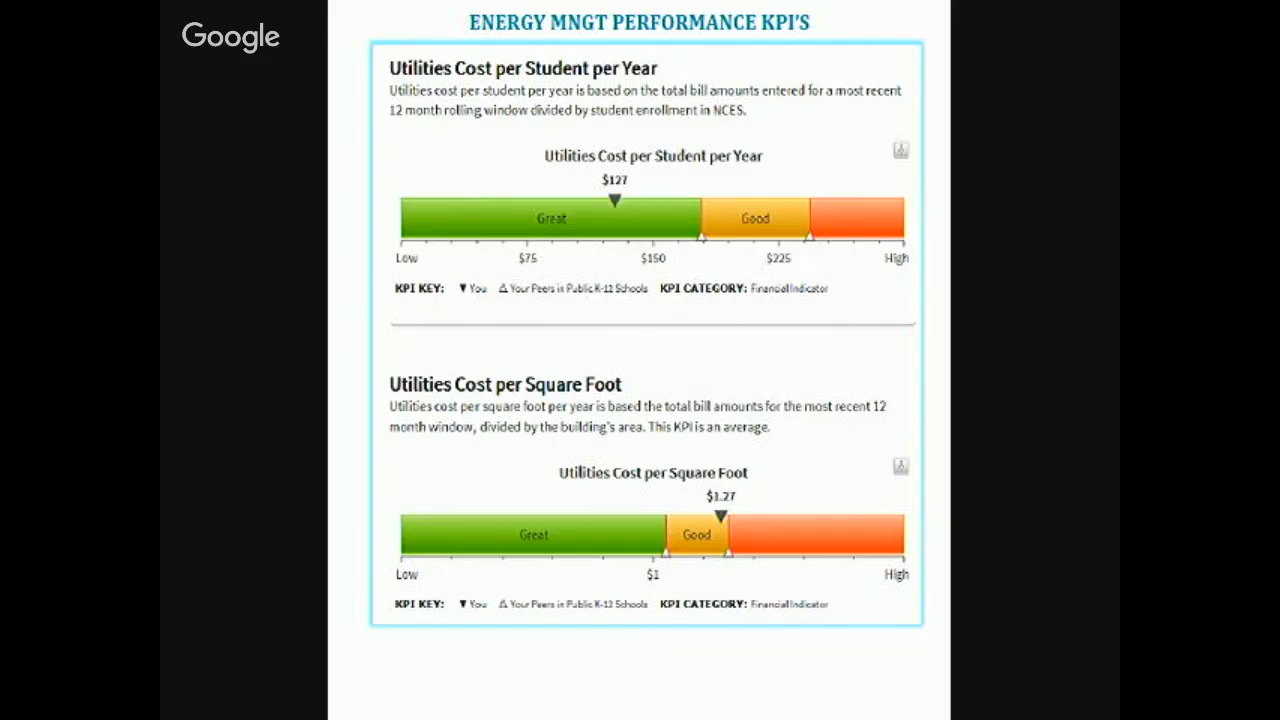 Google
ENERGY MNGT PERFORMANCE KPI'S
Utilities Cost per Student per Year
Utilities cost per student per year is based on the total bill amounts entered for a most recent
12 month rolling window divided by student enrollment in NCES.
Utilities Cost per Student per Year
$127
Great Good
Low $75 $150 $225 High
KPI KEY: ▼ You △ Your Peers in Public K-12 Schools KPI CATEGORY: Financial Indicator
Utilities Cost per Square Foot
Utilities cost per square foot per year is based the total bill amounts for the most recent 12
month window, divided by the building's area. This KPI is an average.
Utilities Cost per Square Foot
$1.27
Great Good
Low $1 High
KPI KEY: ▼ You △ Your Peers in Public K-12 Schools KPI CATEGORY: Financial Indicator